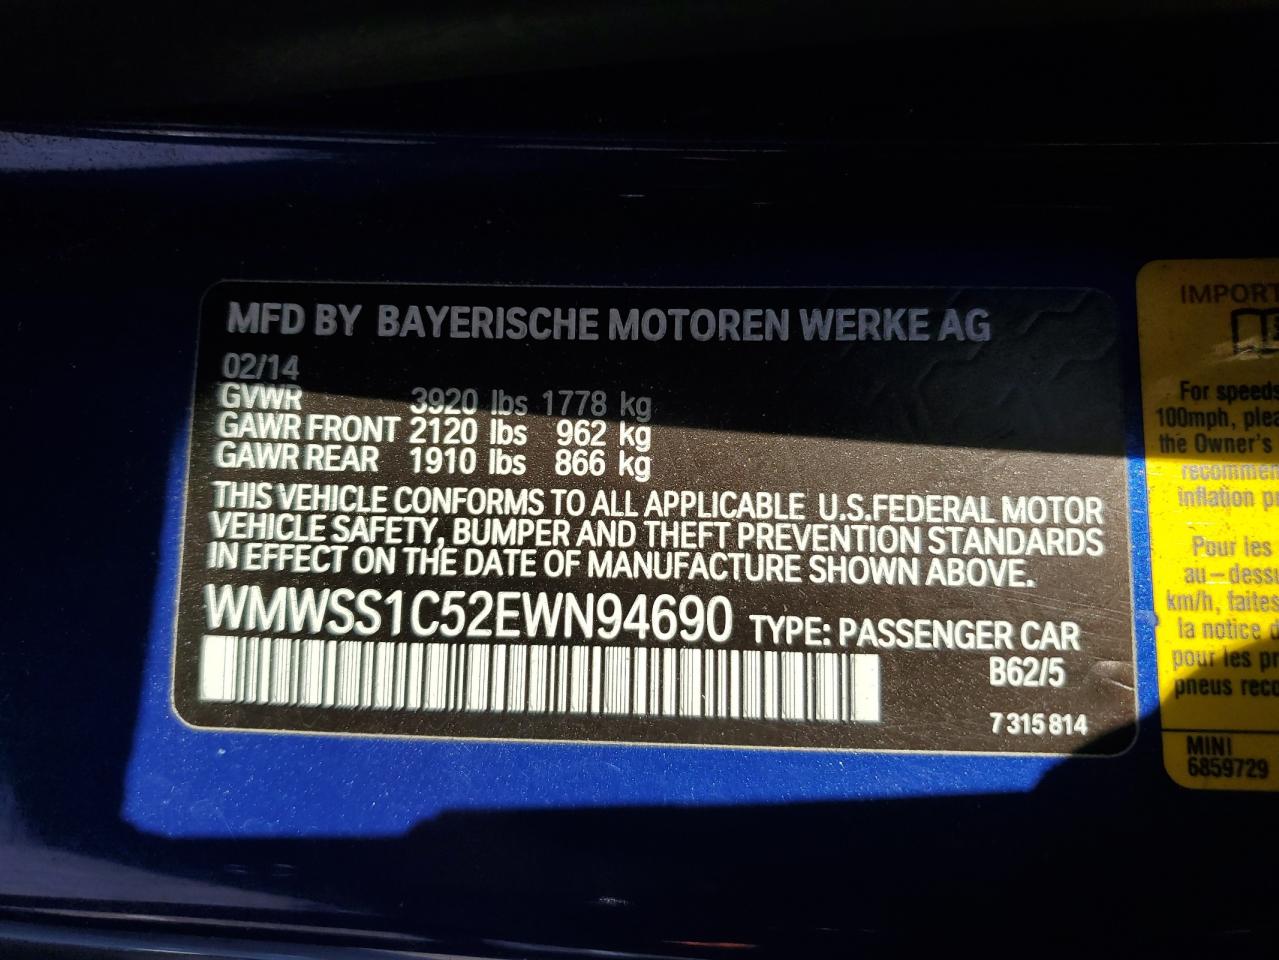 MFD BY BAYERISCHE MOTOREN WERKE AG
02/14
GVWR 3920 lbs 1778 kg
GAWR FRONT 2120 lbs 962 kg
GAWR REAR 1910 lbs 866 kg
THIS VEHICLE CONFORMS TO ALL APPLICABLE U.S.FEDERAL MOTOR
VEHICLE SAFETY, BUMPER AND THEFT PREVENTION STANDARDS
IN EFFECT ON THE DATE OF MANUFACTURE SHOWN ABOVE.
WMWSS1C52EWN94690 TYPE: PASSENGER CAR
B62/5
7 315 814
IMPORT
For speeds
100mph, plea
the Owner's
recommen
inflation p
Pour les
au-dess
km/h, faites
la notice d
pour les pr
pneus rece
MINI
6859729